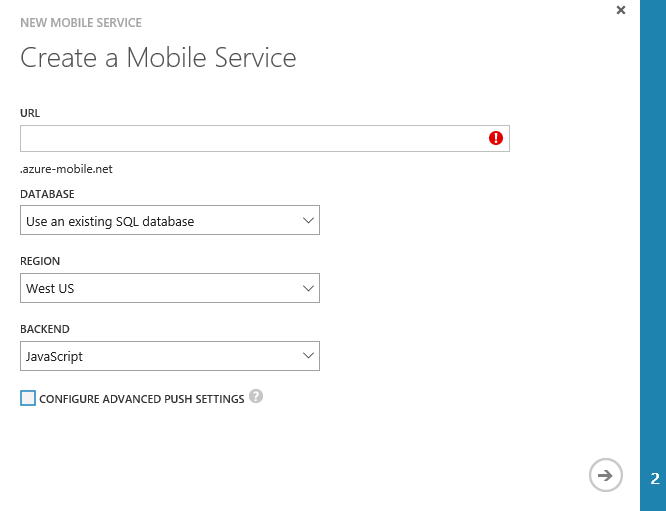 NEW MOBILE SERVICE
Create a Mobile Service
URL
.azure-mobile.net
DATABASE
Use an existing SQL database
REGION
West US
BACKEND
JavaScript
CONFIGURE ADVANCED PUSH SETTINGS ?
2